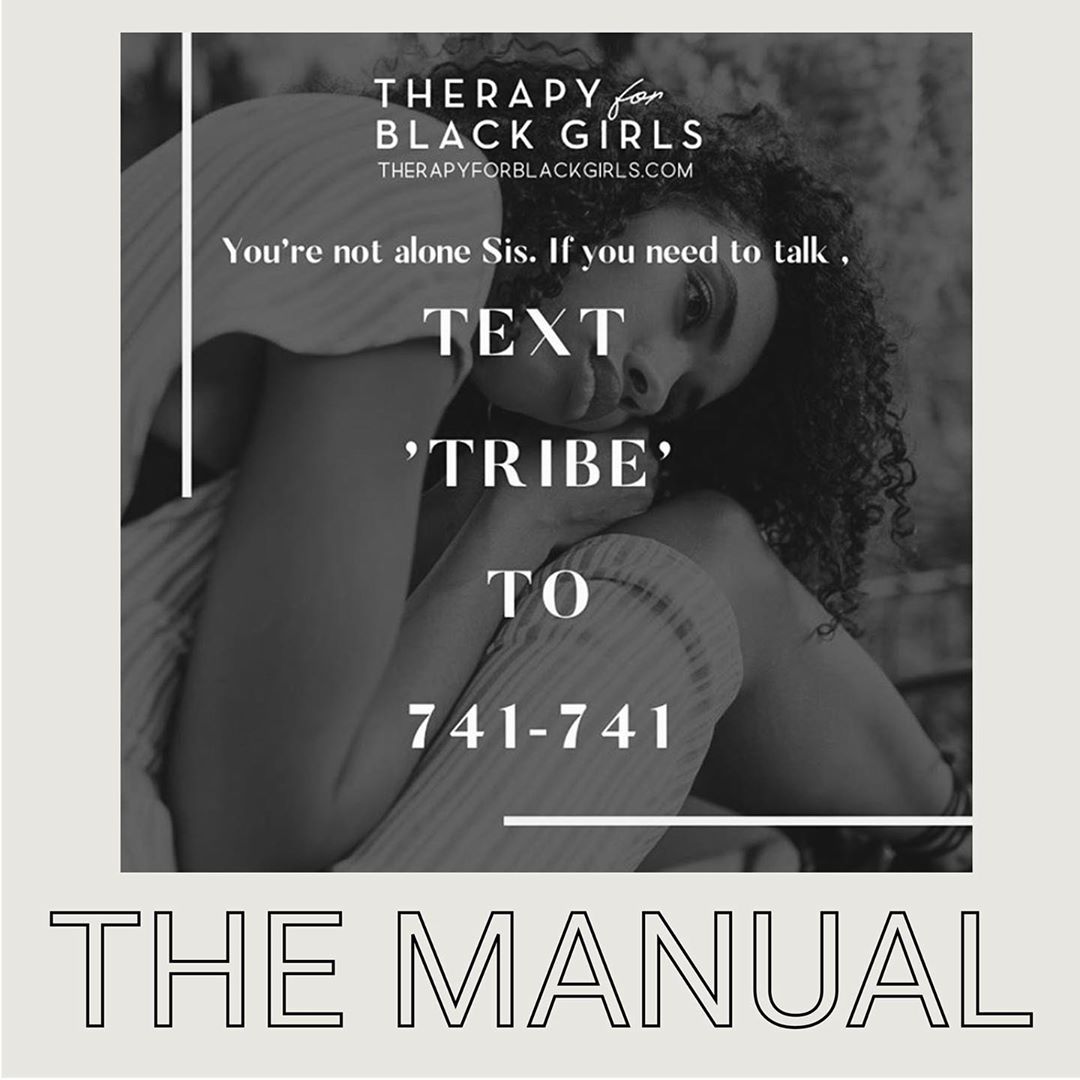 THERAPY for
BLACK GIRLS
THERAPYFORBLACKGIRLS.COM
You're not alone Sis. If you need to talk ,
TEXT
’TRIBE’
TO
741-741
THE MANUAL